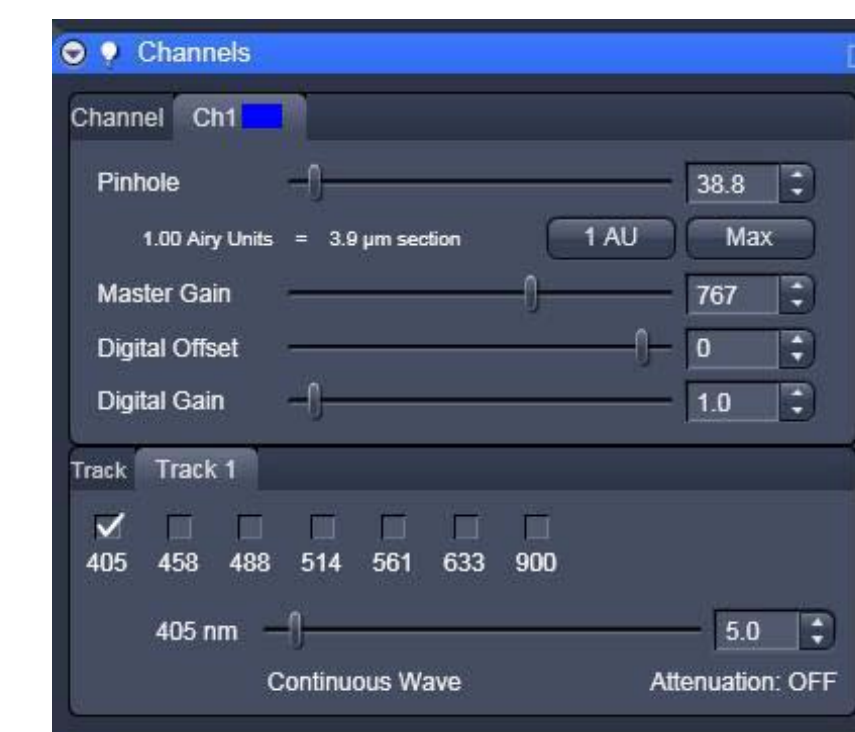 Channels
Channel Ch1
Pinhole 38.8
1.00 Airy Units = 3.9 µm section 1 AU Max
Master Gain 767
Digital Offset 0
Digital Gain 1.0
Track Track 1
405 458 488 514 561 633 900
405 nm 5.0
Continuous Wave Attenuation: OFF